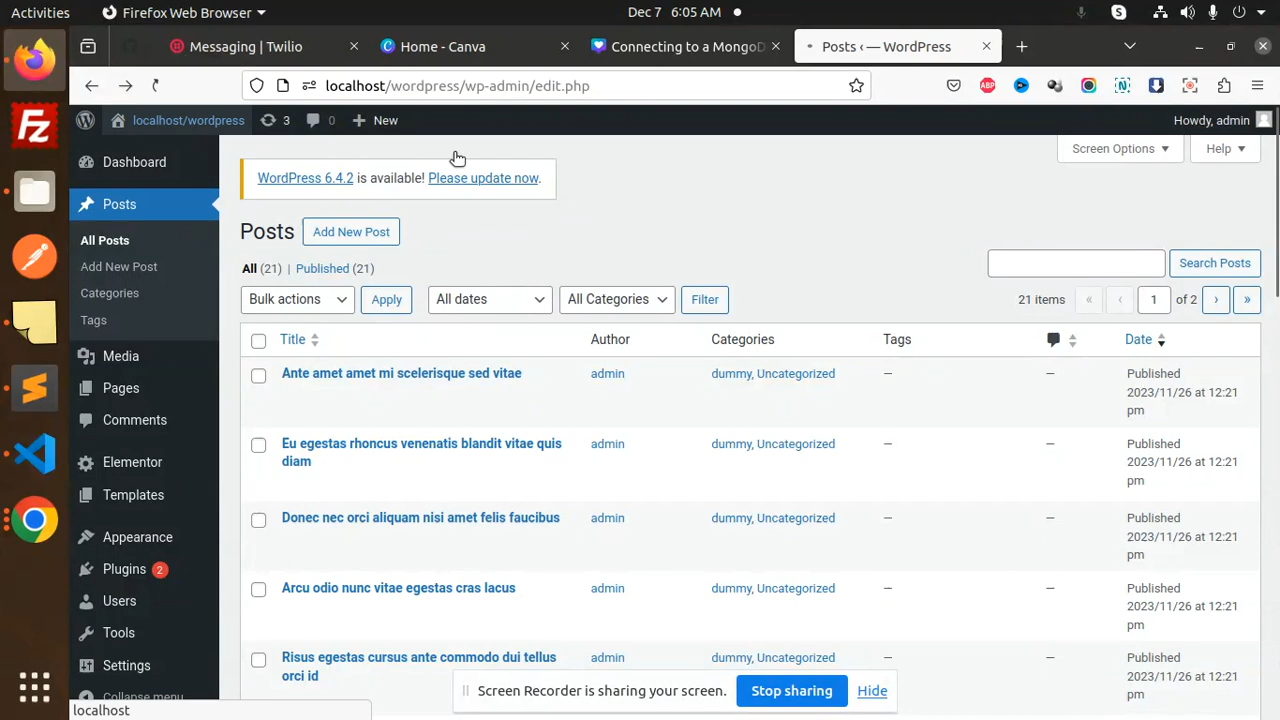 Activities
Firefox Web Browser
Dec 7 6:05 AM
Messaging | Twilio
Home - Canva
Connecting to a MongoD
Posts ‹ — WordPress
localhost/wordpress/wp-admin/edit.php
localhost/wordpress
3
0
New
Howdy, admin
Dashboard
Posts
All Posts
Add New Post
Categories
Tags
Media
Pages
Comments
Elementor
Templates
Appearance
Plugins 2
Users
Tools
Settings
Collapse menu
localhost
Screen Options
Help
WordPress 6.4.2 is available! Please update now.
Posts
Add New Post
All (21) | Published (21)
Search Posts
Bulk actions
Apply
All dates
All Categories
Filter
21 items « ‹ 1 of 2 › »
Title Author Categories Tags Date
Ante amet amet mi scelerisque sed vitae admin dummy, Uncategorized — — Published
2023/11/26 at 12:21
pm
Eu egestas rhoncus venenatis blandit vitae quis admin dummy, Uncategorized — — Published
diam 2023/11/26 at 12:21
pm
Donec nec orci aliquam nisi amet felis faucibus admin dummy, Uncategorized — — Published
2023/11/26 at 12:21
pm
Arcu odio nunc vitae egestas cras lacus admin dummy, Uncategorized — — Published
2023/11/26 at 12:21
pm
Risus egestas cursus ante commodo dui tellus admin dummy, Uncategorized — — Published
orci id 2023/11/26 at 12:21
pm
Screen Recorder is sharing your screen.
Stop sharing
Hide